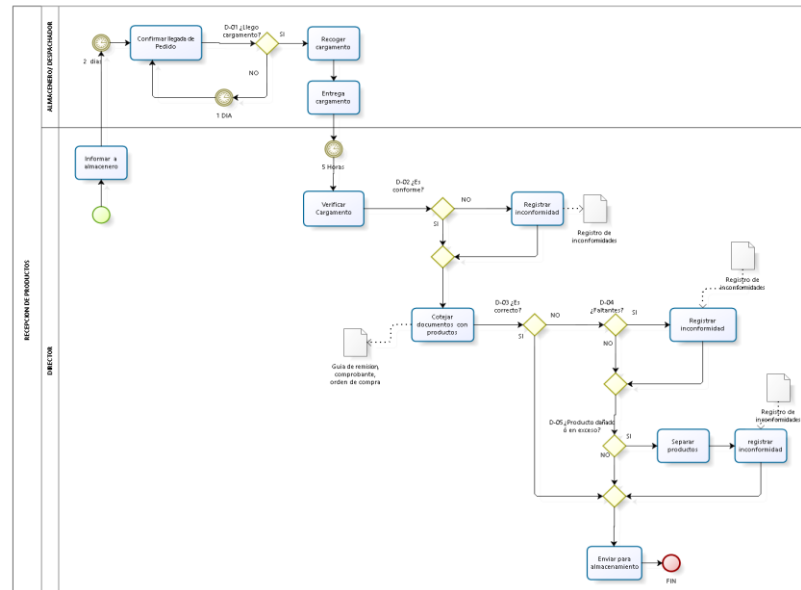 RECEPCION DE PRODUCTOS
ALMACENERO/ DESPACHADOR
2 dias
Confirmar llegada de
Pedido
D-01 ¿Llego
cargamento?
SI
NO
1 DIA
Recoger
cargamento
Entrega
cargamento
DIRECTOR
Informar a
almacenero
5 Horas
Verificar
Cargamento
D-02 ¿Es
conforme?
NO
SI
Registrar
inconformidad
Registro de
inconformidades
Cotejar
documentos con
productos
Guia de remision,
comprobante,
orden de compra
D-03 ¿Es
correcto?
NO
SI
D-04
¿Faltantes?
SI
NO
Registrar
inconformidad
Registro de
inconformidades
D-05 ¿Producto dañado
ó en exceso?
SI
NO
Separar
productos
registrar
inconformidad
Registro de
inconformidades
Enviar para
almacenamiento
FIN